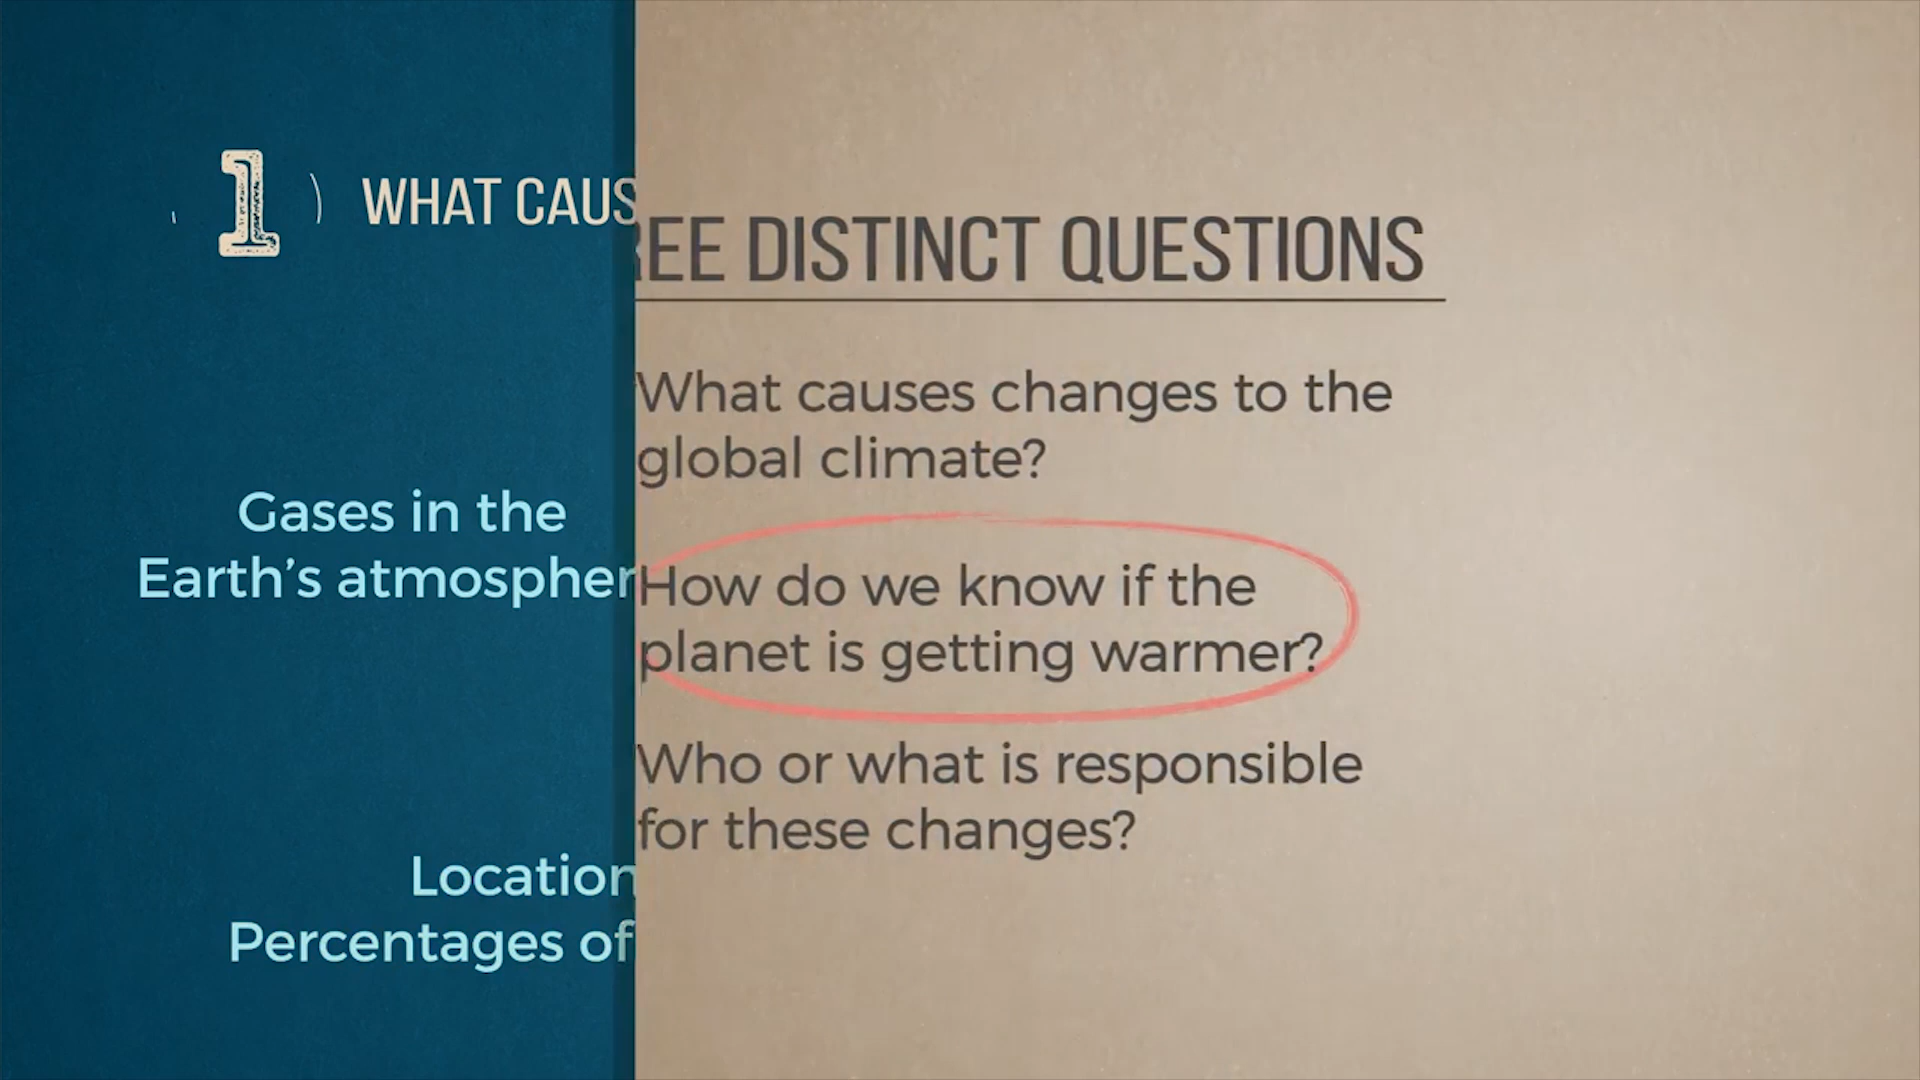 1 WHAT CAUS
Gases in the
Earth's atmospher
Location
Percentages of
REE DISTINCT QUESTIONS
What causes changes to the
global climate?
How do we know if the
planet is getting warmer?
Who or what is responsible
for these changes?